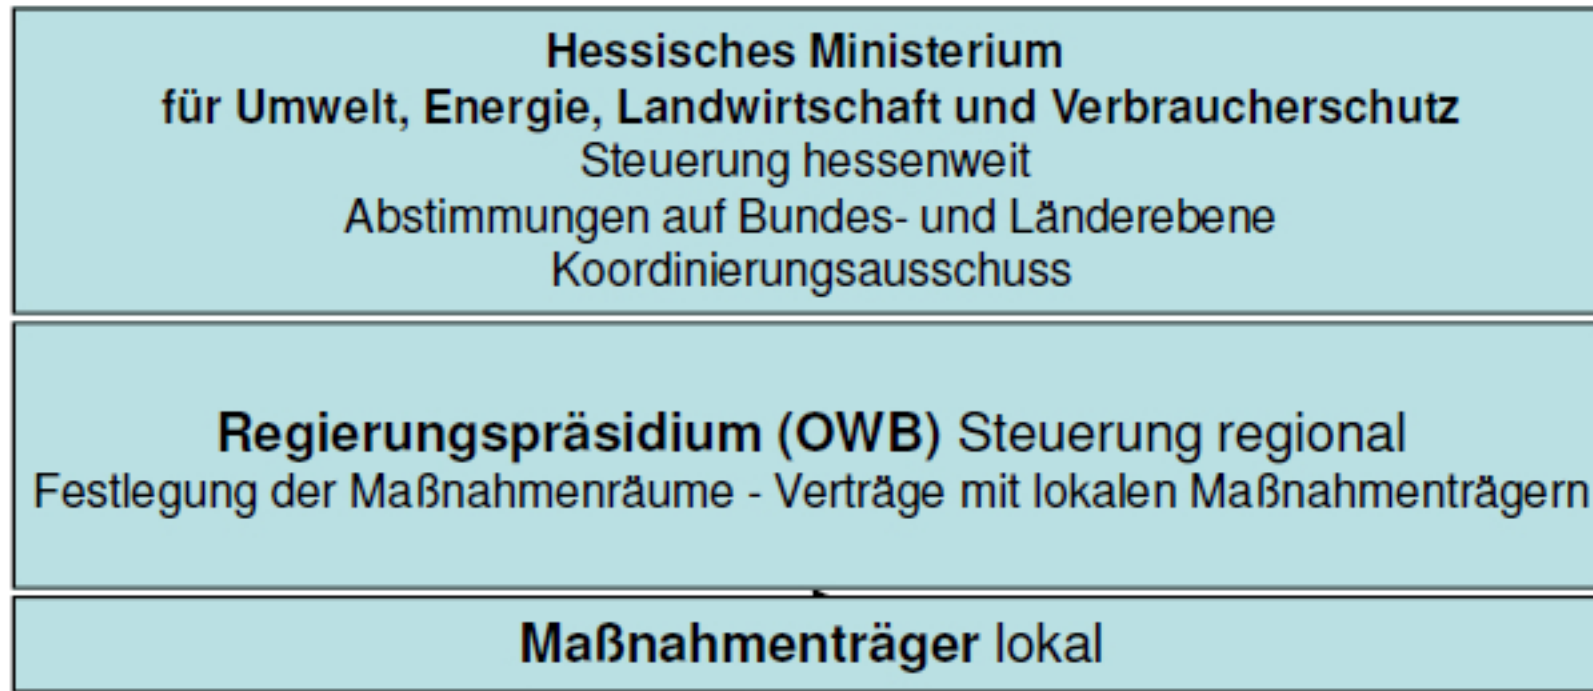 Hessisches Ministerium
für Umwelt, Energie, Landwirtschaft und Verbraucherschutz
Steuerung hessenweit
Abstimmungen auf Bundes- und Länderebene
Koordinierungsausschuss
Regierungspräsidium (OWB) Steuerung regional
Festlegung der Maßnahmenräume - Verträge mit lokalen Maßnahmenträgern
Maßnahmenträger lokal